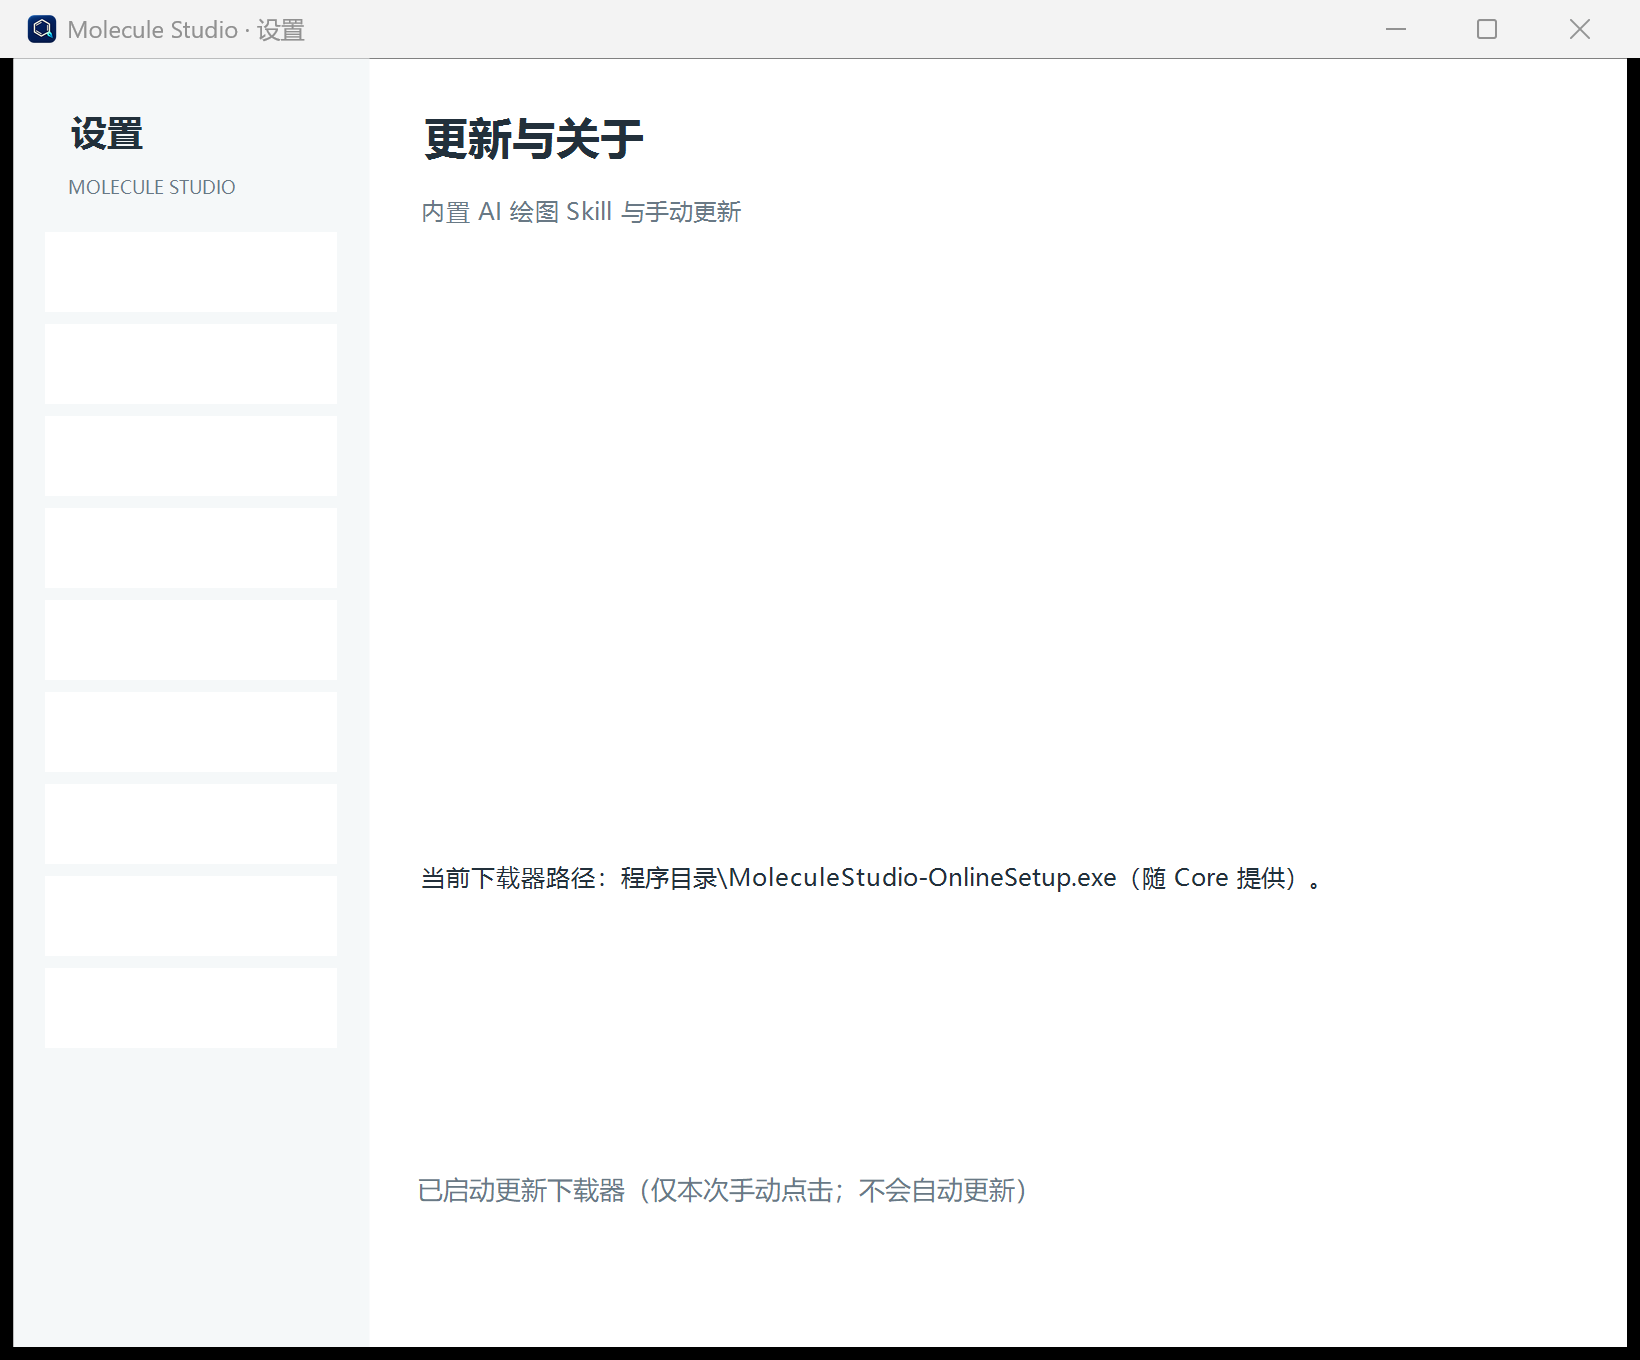 Molecule Studio · 设置
设置
MOLECULE STUDIO
更新与关于
内置 AI 绘图 Skill 与手动更新
当前下载器路径：程序目录\MoleculeStudio-OnlineSetup.exe（随 Core 提供）。
已启动更新下载器（仅本次手动点击；不会自动更新）